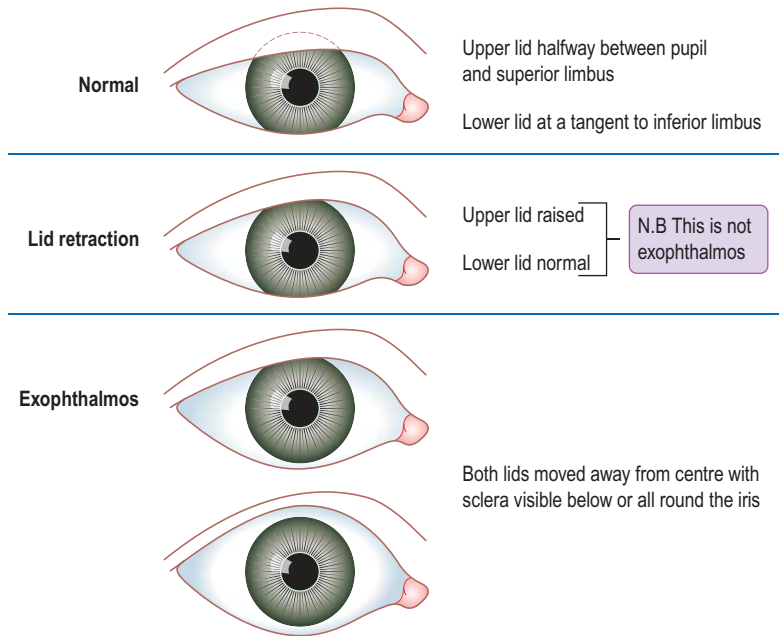 Normal
Upper lid halfway between pupil
and superior limbus
Lower lid at a tangent to inferior limbus
Lid retraction
Upper lid raised
Lower lid normal
N.B This is not
exophthalmos
Exophthalmos
Both lids moved away from centre with
sclera visible below or all round the iris